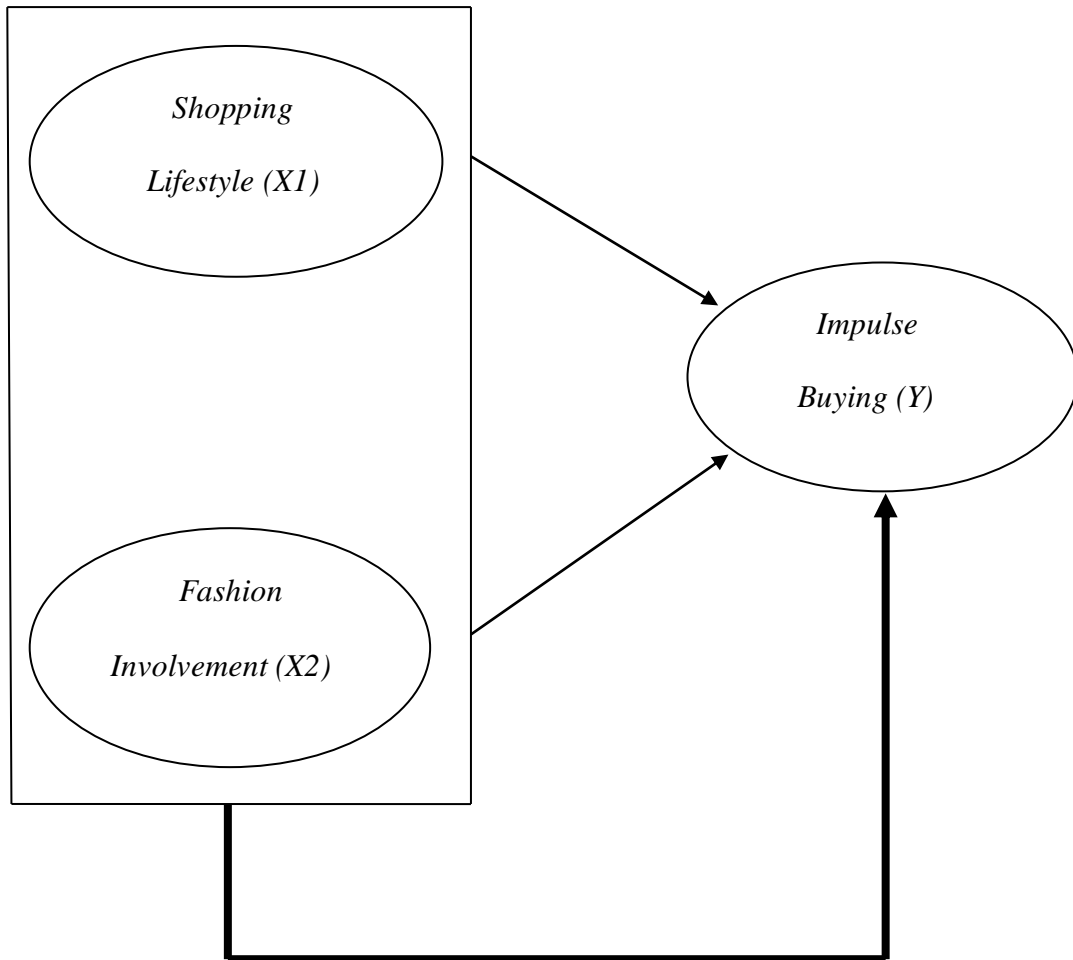 Shopping
Lifestyle (X1)
Impulse
Buying (Y)
Fashion
Involvement (X2)